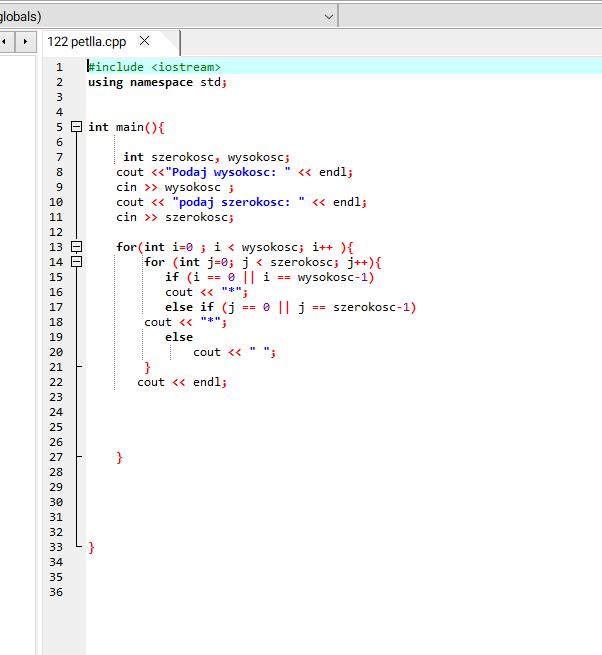 globals)
122 petlla.cpp
1 #include <iostream>
2 using namespace std;
3
4
5 int main(){
6
7 int szerokosc, wysokosc;
8 cout <<"Podaj wysokosc: " << endl;
9 cin >> wysokosc ;
10 cout << "podaj szerokosc: " << endl;
11 cin >> szerokosc;
12
13 for(int i=0 ; i < wysokosc; i++ ){
14 for (int j=0; j < szerokosc; j++){
15 if (i == 0 || i == wysokosc-1)
16 cout << "*";
17 else if (j == 0 || j == szerokosc-1)
18 cout << "*";
19 else
20 cout << " ";
21 }
22 cout << endl;
23
24
25
26
27 }
28
29
30
31
32
33 }
34
35
36